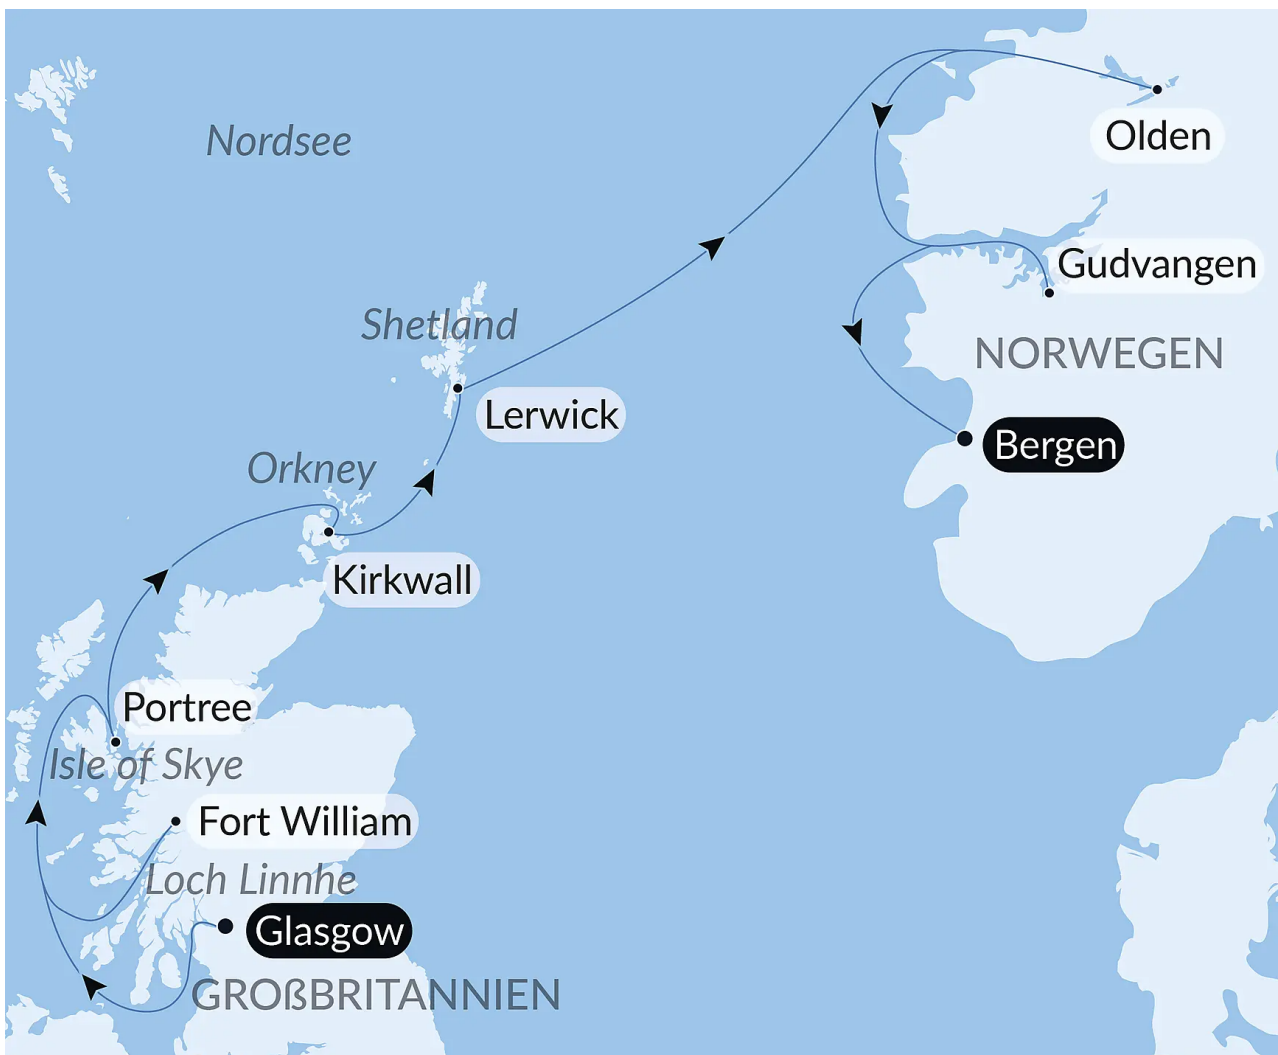 Nordsee
Olden
Gudvangen
Shetland
NORWEGEN
Lerwick
Bergen
Orkney
Kirkwall
Portree
Isle of Skye
Fort William
Loch Linnhe
Glasgow
GROßBRITANNIEN